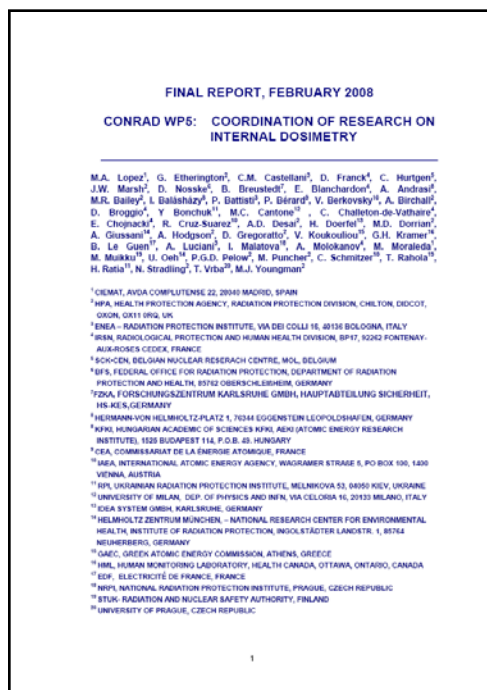 FINAL REPORT, FEBRUARY 2008
CONRAD WP5: COORDINATION OF RESEARCH ON
INTERNAL DOSIMETRY
M.A. Lopez¹, G. Etherington², C.M. Castellani³, D. Franck⁴, C. Hurtgen⁵,
J.W. Marsh², D. Nosske⁶, B. Breustedt⁷, E. Blanchardon⁴, A. Andrasi⁸,
M.R. Bailey², I. Balásházy⁸, P. Battisti³, P. Bérard⁹, V. Berkovsky¹⁰, A. Birchall²,
D. Broggio⁴, Y Bonchuk¹¹, M.C. Cantone¹² , C. Challeton-de-Vathaire⁴,
E. Chojnacki⁴, R. Cruz-Suarez¹⁰, A.D. Desai², H. Doerfel¹³, M.D. Dorrian²,
A. Giussani¹⁴, A. Hodgson², D. Gregoratto², V. Koukouliou¹⁵, G.H. Kramer¹⁶,
B. Le Guen¹⁷, A. Luciani³, I. Malatova¹⁸, A. Molokanov⁴, M. Moraleda¹,
M. Muikku¹⁹, U. Oeh¹⁴, P.G.D. Pelow², M. Puncher², C. Schmitzer¹⁰, T. Rahola¹⁹,
H. Ratia¹¹, N. Stradling², T. Vrba²⁰, M.J. Youngman²
¹ CIEMAT, AVDA COMPLUTENSE 22, 28040 MADRID, SPAIN
² HPA, HEALTH PROTECTION AGENCY, RADIATION PROTECTION DIVISION, CHILTON, DIDCOT,
OXON, OX11 0RQ, UK
³ ENEA – RADIATION PROTECTION INSTITUTE, VIA DEI COLLI 16, 40136 BOLOGNA, ITALY
⁴ IRSN, RADIOLOGICAL PROTECTION AND HUMAN HEALTH DIVISION, BP17, 92262 FONTENAY-
AUX-ROSES CEDEX, FRANCE
⁵ SCK•CEN, BELGIAN NUCLEAR RESERACH CENTRE, MOL, BELGIUM
⁶ BFS, FEDERAL OFFICE FOR RADIATION PROTECTION, DEPARTMENT OF RADIATION
PROTECTION AND HEALTH, 85762 OBERSCHLEIßHEIM, GERMANY
⁷ FZKA, FORSCHUNGSZENTRUM KARLSRUHE GMBH, HAUPTABTEILUNG SICHERHEIT,
HS-KES,GERMANY
⁸ HERMANN-VON HELMHOLTZ-PLATZ 1, 76344 EGGENSTEIN LEOPOLDSHAFEN, GERMANY
⁸ KFKI, HUNGARIAN ACADEMIC OF SCIENCES KFKI, AEKI (ATOMIC ENERGY RESEARCH
INSTITUTE), 1525 BUDAPEST 114, P.O.B. 49. HUNGARY
⁹ CEA, COMMISSARIAT DE LA ÉNERGIE ATOMIQUE, FRANCE
¹⁰ IAEA, INTERNATIONAL ATOMIC ENERGY AGENCY, WAGRAMER STRAßE 5, PO BOX 100, 1400
VIENNA, AUSTRIA
¹¹ RPI, UKRAINIAN RADIATION PROTECTION INSTITUTE, MELNIKOVA 53, 04050 KIEV, UKRAINE
¹² UNIVERSITY OF MILAN, DEP. OF PHYSICS AND INFN, VIA CELORIA 16, 20133 MILANO, ITALY
¹³ IDEA SYSTEM GMBH, KARLSRUHE, GERMANY
¹⁴ HELMHOLTZ ZENTRUM MÜNCHEN, – NATIONAL RESEARCH CENTER FOR ENVIRONMENTAL
HEALTH, INSTITUTE OF RADIATION PROTECTION, INGOLSTÄDTER LANDSTR. 1, 85764
NEUHERBERG, GERMANY
¹⁵ GAEC, GREEK ATOMIC ENERGY COMMISSION, ATHENS, GREECE
¹⁶ HML, HUMAN MONITORING LABORATORY, HEALTH CANADA, OTTAWA, ONTARIO, CANADA
¹⁷ EDF, ELECTRICITÉ DE FRANCE, FRANCE
¹⁸ NRPI, NATIONAL RADIATION PROTECTION INSTITUTE, PRAGUE, CZECH REPUBLIC
¹⁹ STUK- RADIATION AND NUCLEAR SAFETY AUTHORITY, FINLAND
²⁰ UNIVERSITY OF PRAGUE, CZECH REPUBLIC
1